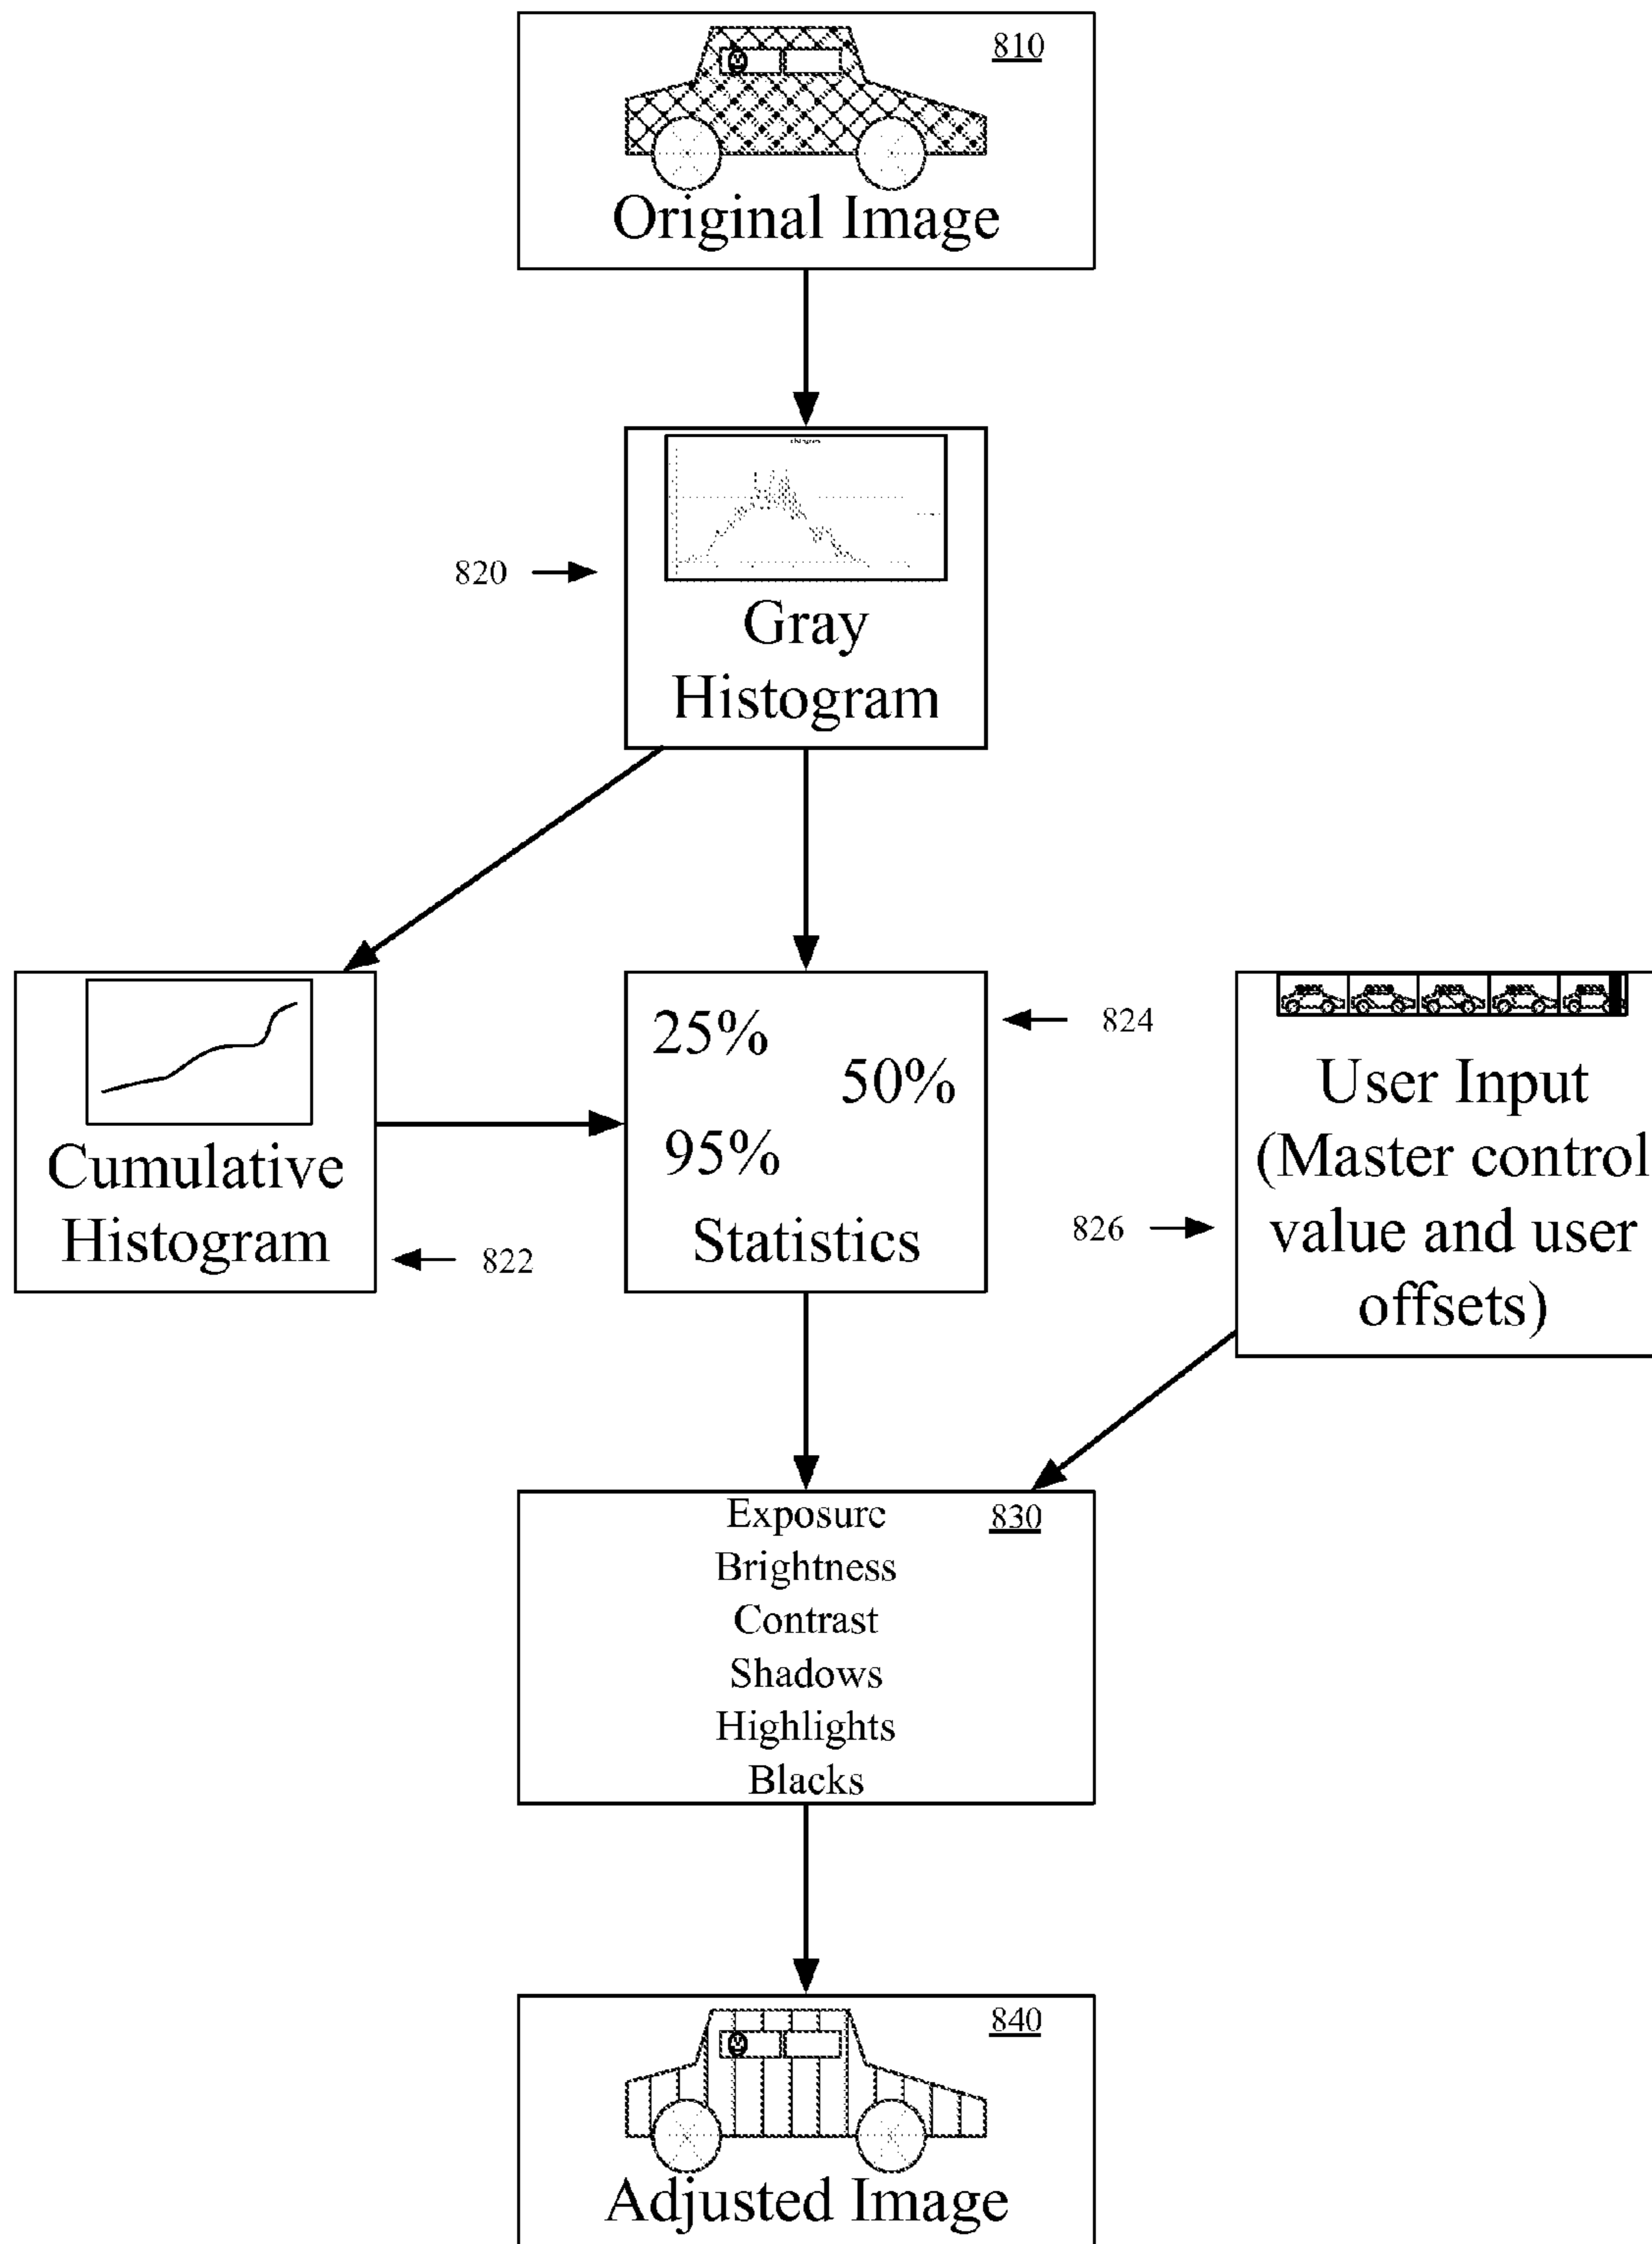 810
Original Image
820
Gray
Histogram
25%
50%
95%
Statistics
824
Cumulative
Histogram
822
User Input
(Master control
value and user
offsets)
826
830
Exposure
Brightness
Contrast
Shadows
Highlights
Blacks
840
Adjusted Image